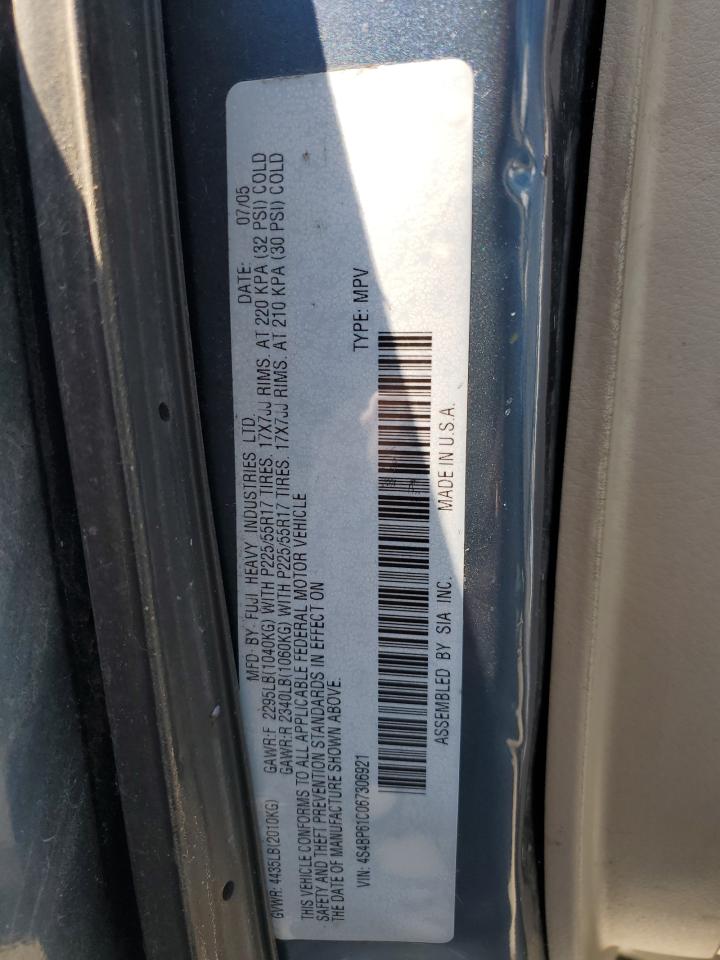 MFD. BY: FUJI HEAVY INDUSTRIES LTD. DATE: 07/05
GVWR: 4435LB(2010KG) GAWR:F 2295LB(1040KG) WITH P225/55R17 TIRES. 17X7JJ RIMS. AT 220 KPA (32 PSI) COLD
GAWR:R 2340LB(1060KG) WITH P225/55R17 TIRES. 17X7JJ RIMS. AT 210 KPA (30 PSI) COLD
THIS VEHICLE CONFORMS TO ALL APPLICABLE FEDERAL MOTOR VEHICLE
SAFETY AND THEFT PREVENTION STANDARDS IN EFFECT ON
THE DATE OF MANUFACTURE SHOWN ABOVE.
VIN: 4S4BP61C067306921 TYPE: MPV
ASSEMBLED BY SIA INC. MADE IN U.S.A.